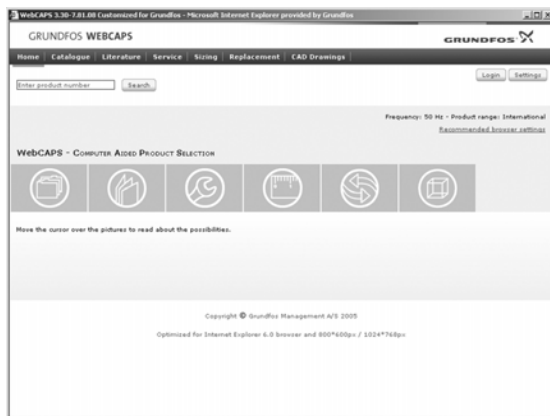 WebCAPS 3.30-7.81.08 Customized for Grundfos - Microsoft Internet Explorer provided by Grundfos
GRUNDFOS WEBCAPS
GRUNDFOS
Home Catalogue Literature Service Sizing Replacement CAD Drawings
Login Settings
Enter product number Search
Frequency: 50 Hz - Product range: International
Recommended browser settings
WebCAPS - Computer Aided Product Selection
Move the cursor over the pictures to read about the possibilities.
Copyright © Grundfos Management A/S 2005
Optimized for Internet Explorer 6.0 browser and 800*600px / 1024*768px